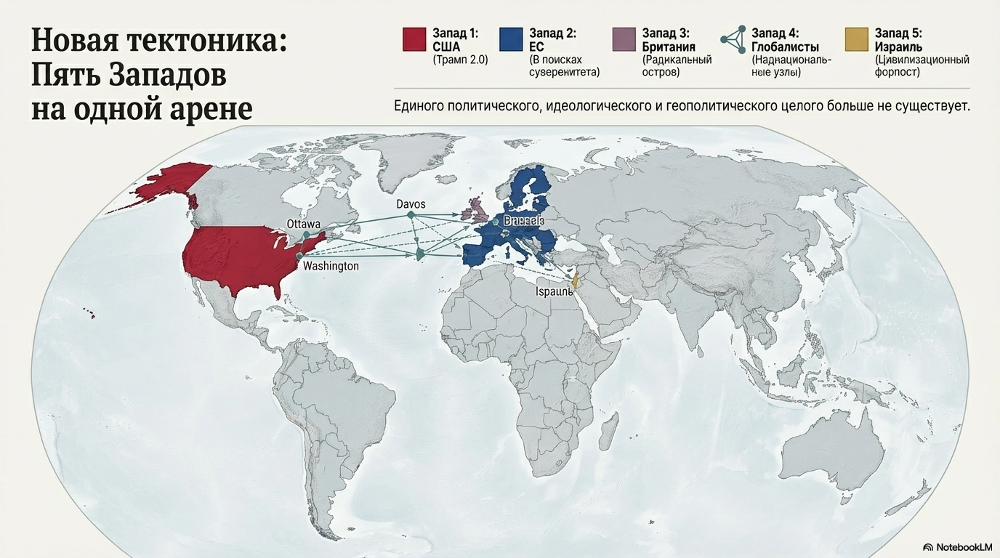 Новая тектоника:
Пять Западов
на одной арене
Запад 1:
США
(Трамп 2.0)
Запад 2:
ЕС
(В поисках
суверенитета)
Запад 3:
Британия
(Радикальный
остров)
Запад 4:
Глобалисты
(Наднациональ-
ные узлы)
Запад 5:
Израиль
(Цивилизационный
форпост)
Единого политического, идеологического и геополитического целого больше не существует.
Davos
Ottawa
Brussels
Washington
NotebookLM